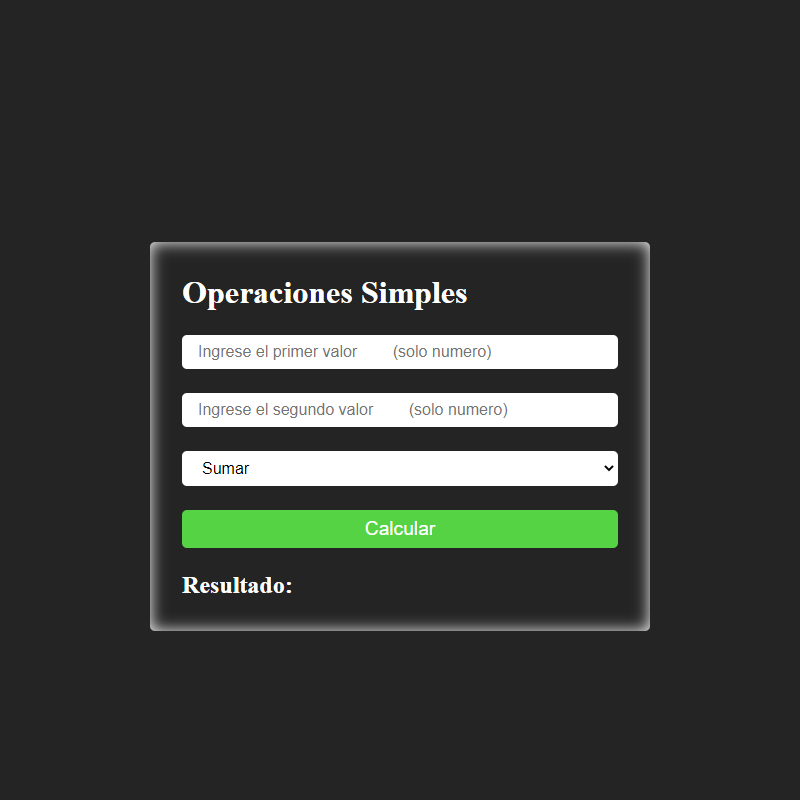 Operaciones Simples
Ingrese el primer valor (solo numero)
Ingrese el segundo valor (solo numero)
Sumar
Calcular
Resultado: